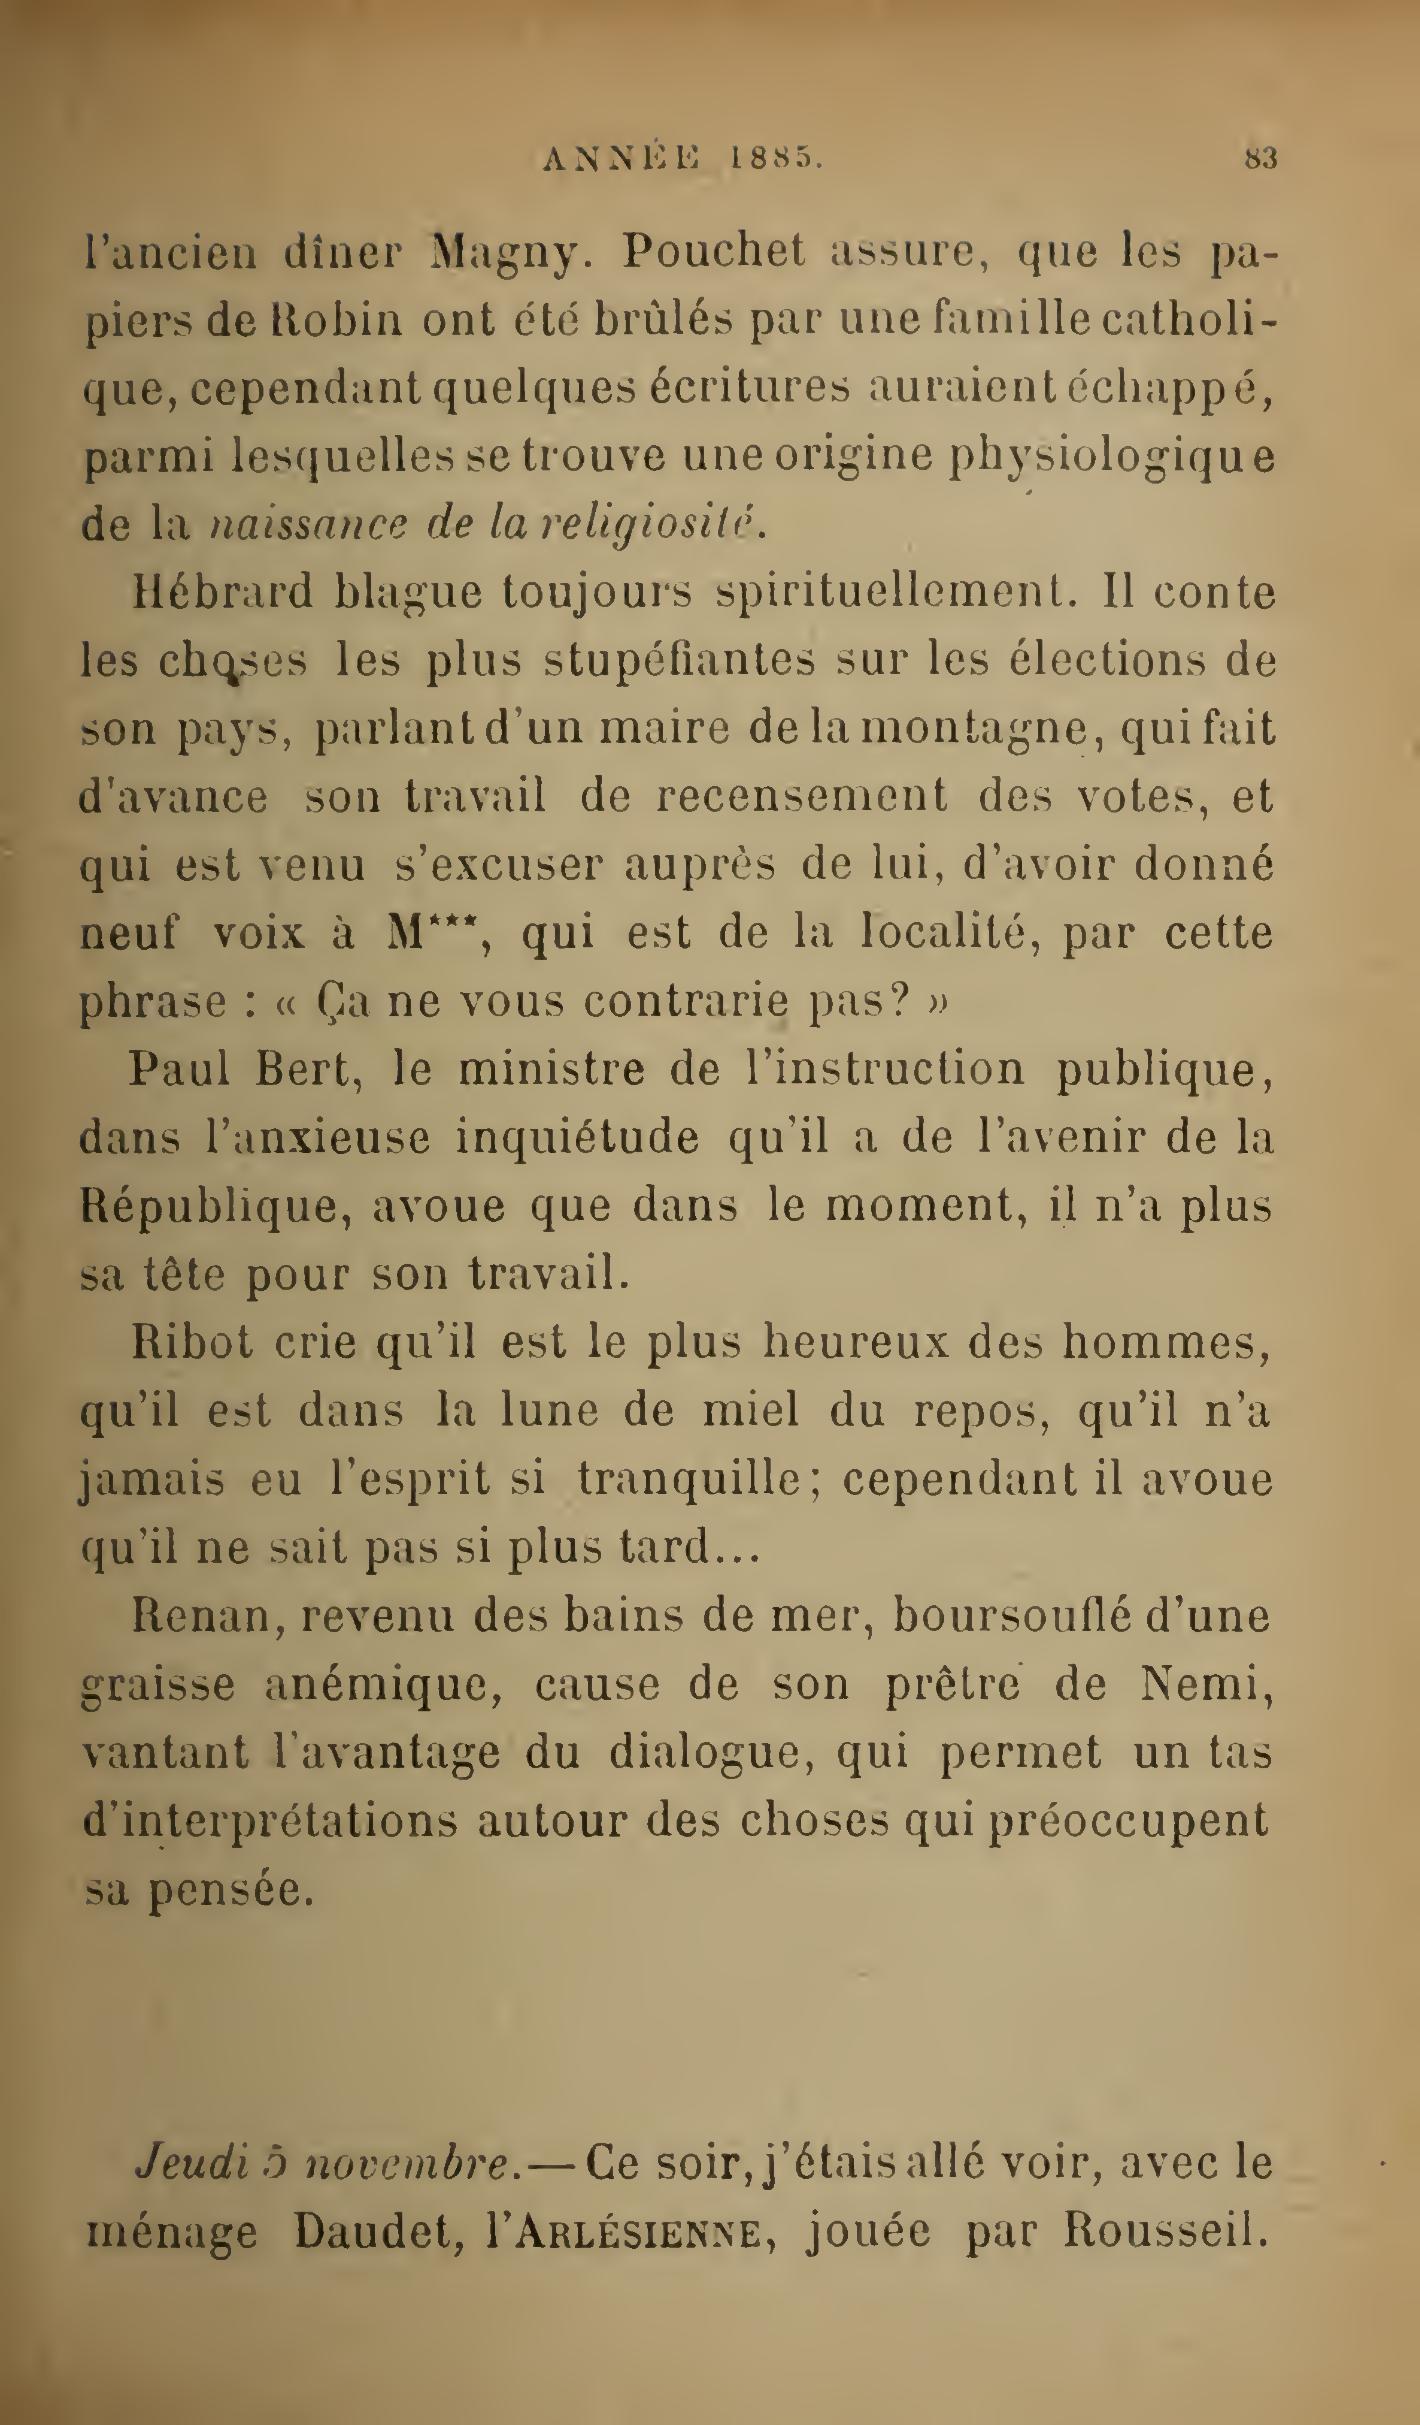 ANNÉE 1885. 83
l'ancien dîner Magny. Pouchet assure, que les pa-
piers de Robin ont été brûlés par une famille catholi-
que, cependant quelques écritures auraient échappé,
parmi lesquelles se trouve une origine physiologique
de la naissance de la religiosité.
Hébrard blague toujours spirituellement. Il conte
les choses les plus stupéfiantes sur les élections de
son pays, parlant d'un maire de la montagne, qui fait
d'avance son travail de recensement des votes, et
qui est venu s'excuser auprès de lui, d'avoir donné
neuf voix à M***, qui est de la localité, par cette
phrase : « Ça ne vous contrarie pas? »
Paul Bert, le ministre de l'instruction publique,
dans l'anxieuse inquiétude qu'il a de l'avenir de la
République, avoue que dans le moment, il n'a plus
sa tête pour son travail.
Ribot crie qu'il est le plus heureux des hommes,
qu'il est dans la lune de miel du repos, qu'il n'a
jamais eu l'esprit si tranquille; cependant il avoue
qu'il ne sait pas si plus tard...
Renan, revenu des bains de mer, boursouflé d'une
graisse anémique, cause de son prêtre de Nemi,
vantant l'avantage du dialogue, qui permet un tas
d'interprétations autour des choses qui préoccupent
sa pensée.
Jeudi 5 novembre.— Ce soir, j'étais allé voir, avec le
ménage Daudet, l'ARLÉSIENNE, jouée par Rousseil.